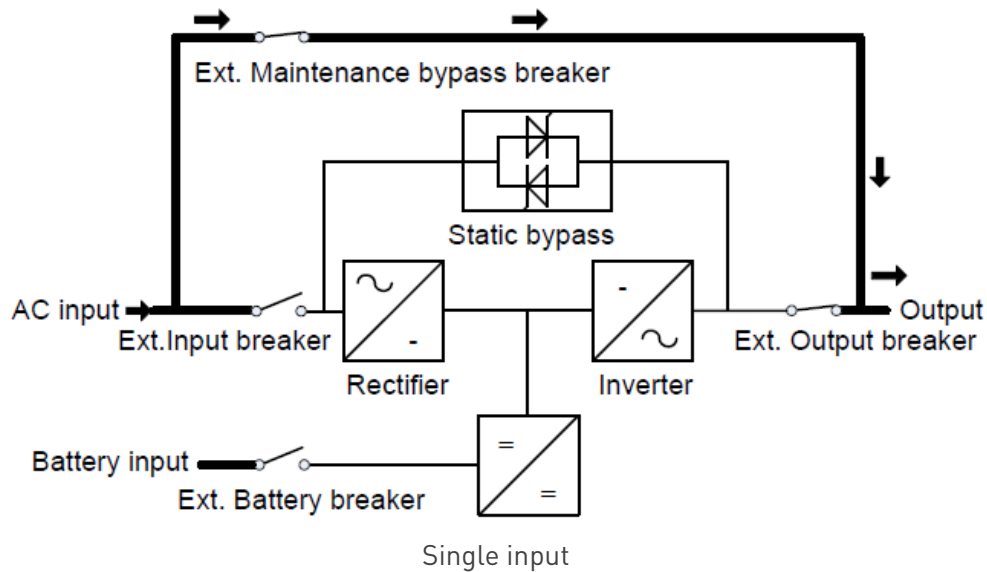 Ext. Maintenance bypass breaker
Static bypass
AC input
Output
Ext.Input breaker
Ext. Output breaker
Rectifier
Inverter
Battery input
Ext. Battery breaker
Single input